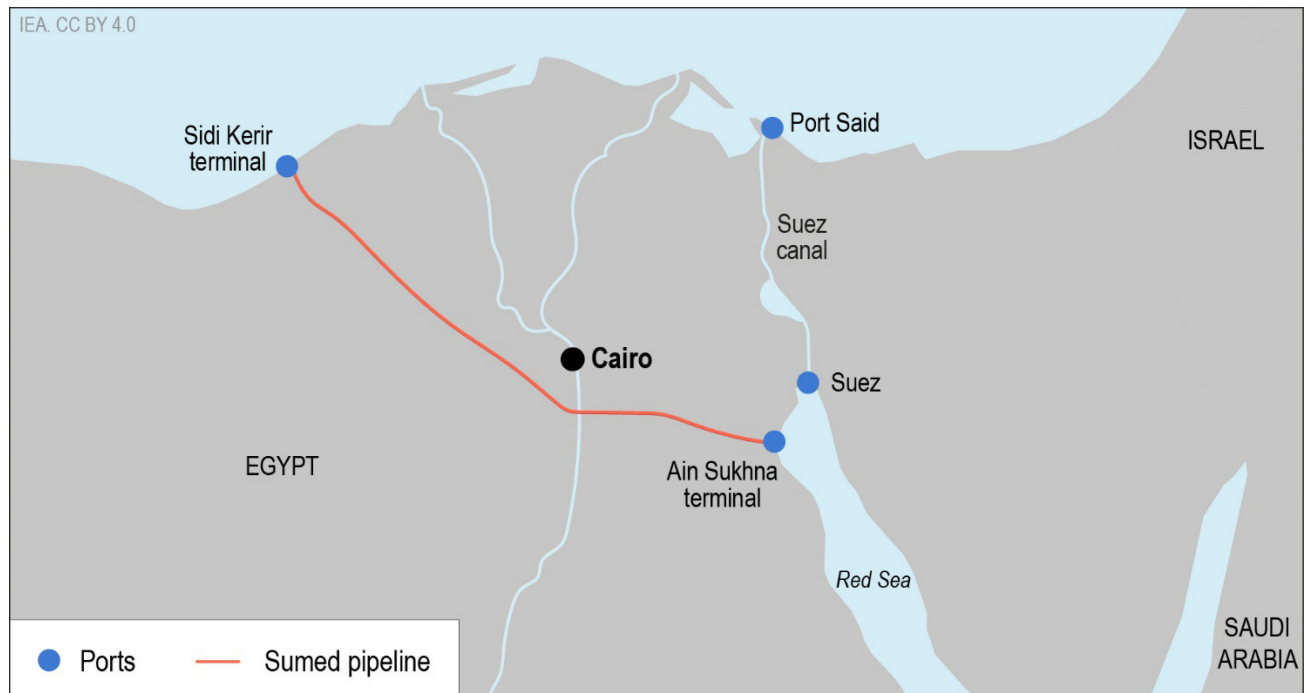 IEA. CC BY 4.0
Sidi Kerir
terminal
Port Said
ISRAEL
Suez
canal
Cairo
Suez
EGYPT
Ain Sukhna
terminal
Red Sea
SAUDI
ARABIA
Ports
Sumed pipeline